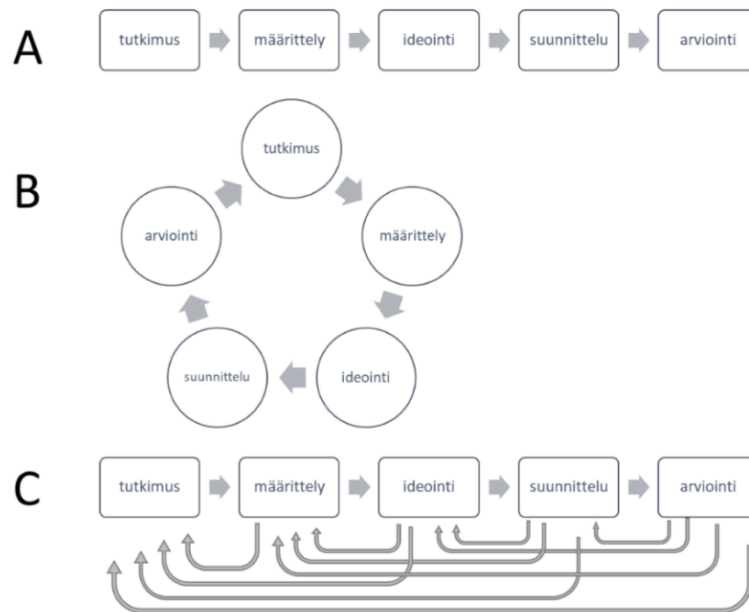 A
tutkimus
määrittely
ideointi
suunnittelu
arviointi
B
tutkimus
määrittely
ideointi
suunnittelu
arviointi
C
tutkimus
määrittely
ideointi
suunnittelu
arviointi